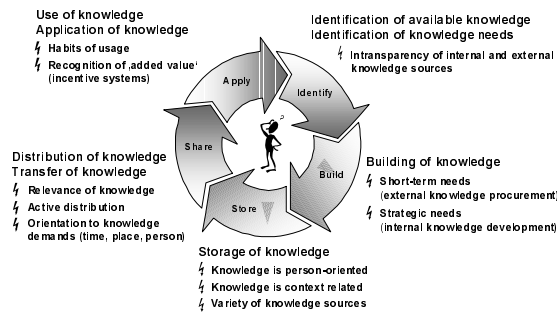 Use of knowledge
Application of knowledge
Habits of usage
Recognition of ‚added value‘
(incentive systems)
Identification of available knowledge
Identification of knowledge needs
Intransparency of internal and external
knowledge sources
Apply
Identify
Share
Build
Store
?
Distribution of knowledge
Transfer of knowledge
Relevance of knowledge
Active distribution
Orientation to knowledge
demands (time, place, person)
Building of knowledge
Short-term needs
(external knowledge procurement)
Strategic needs
(internal knowledge development)
Storage of knowledge
Knowledge is person-oriented
Knowledge is context related
Variety of knowledge sources